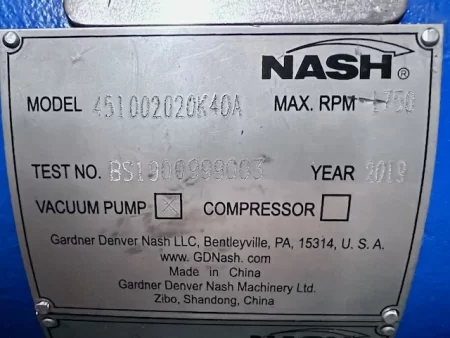 NASH®
MODEL 451002020K40A MAX. RPM 1750
TEST NO. YEAR 2019
VACUUM PUMP COMPRESSOR
Gardner Denver Nash LLC, Bentleyville, PA, 15314, U. S. A.
www.GDNash.com
Made in China
Gardner Denver Nash Machinery Ltd.
Zibo, Shandong, China
NASH